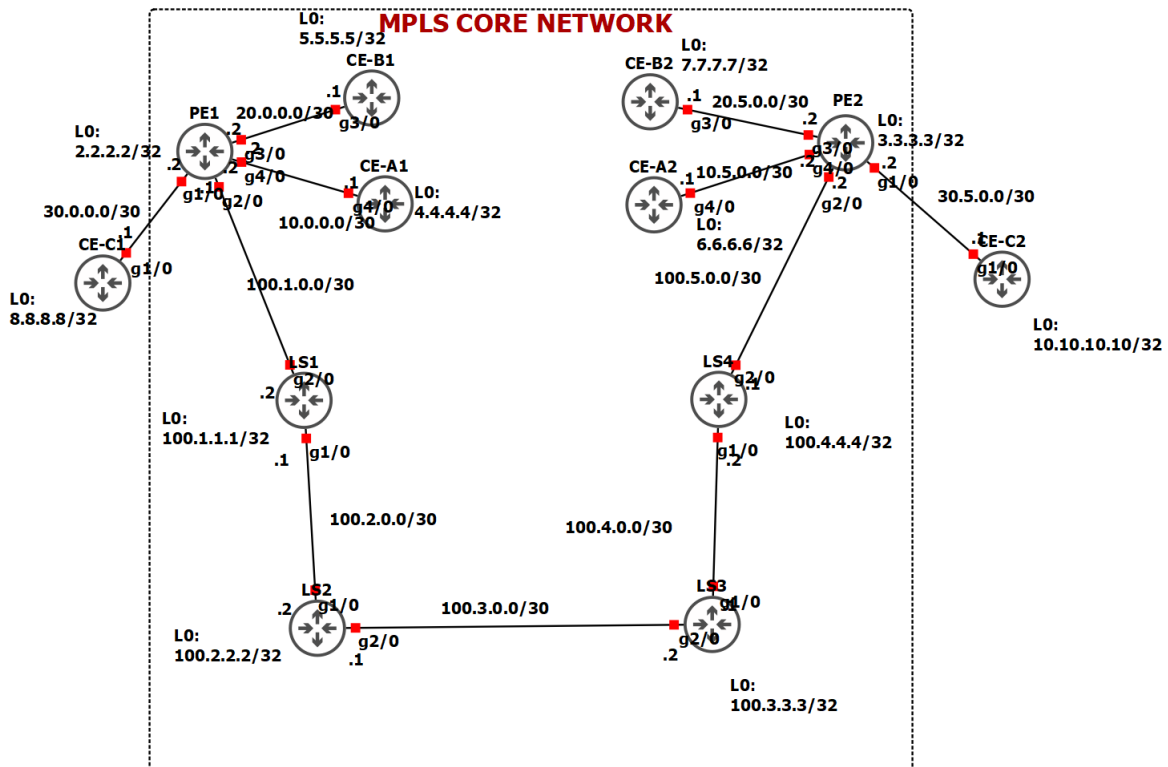 MPLS CORE NETWORK
L0:
5.5.5.5/32
CE-B1
.1
g3/0
20.0.0.0/30
PE1
L0:
2.2.2.2/32
.2
g3/0
.2
g4/0
.2
g2/0
.1
g1/0
.2
CE-A1
.1
g4/0
L0:
4.4.4.4/32
10.0.0.0/30
30.0.0.0/30
.1
CE-C1
g1/0
L0:
8.8.8.8/32
100.1.0.0/30
LS1
g2/0
.2
L0:
100.1.1.1/32
g1/0
.1
100.2.0.0/30
LS2
g1/0
.2
L0:
100.2.2.2/32
g2/0
.1
100.3.0.0/30
CE-B2
L0:
7.7.7.7/32
.1
g3/0
20.5.0.0/30
PE2
.2
g3/0
L0:
3.3.3.3/32
.2
g4/0
.2
g1/0
.2
g2/0
CE-A2
.1
g4/0
10.5.0.0/30
L0:
6.6.6.6/32
30.5.0.0/30
.1
CE-C2
g1/0
L0:
10.10.10.10/32
100.5.0.0/30
LS4
g2/0
.1
L0:
100.4.4.4/32
g1/0
.2
100.4.0.0/30
LS3
g1/0
.1
g2/0
.2
L0:
100.3.3.3/32